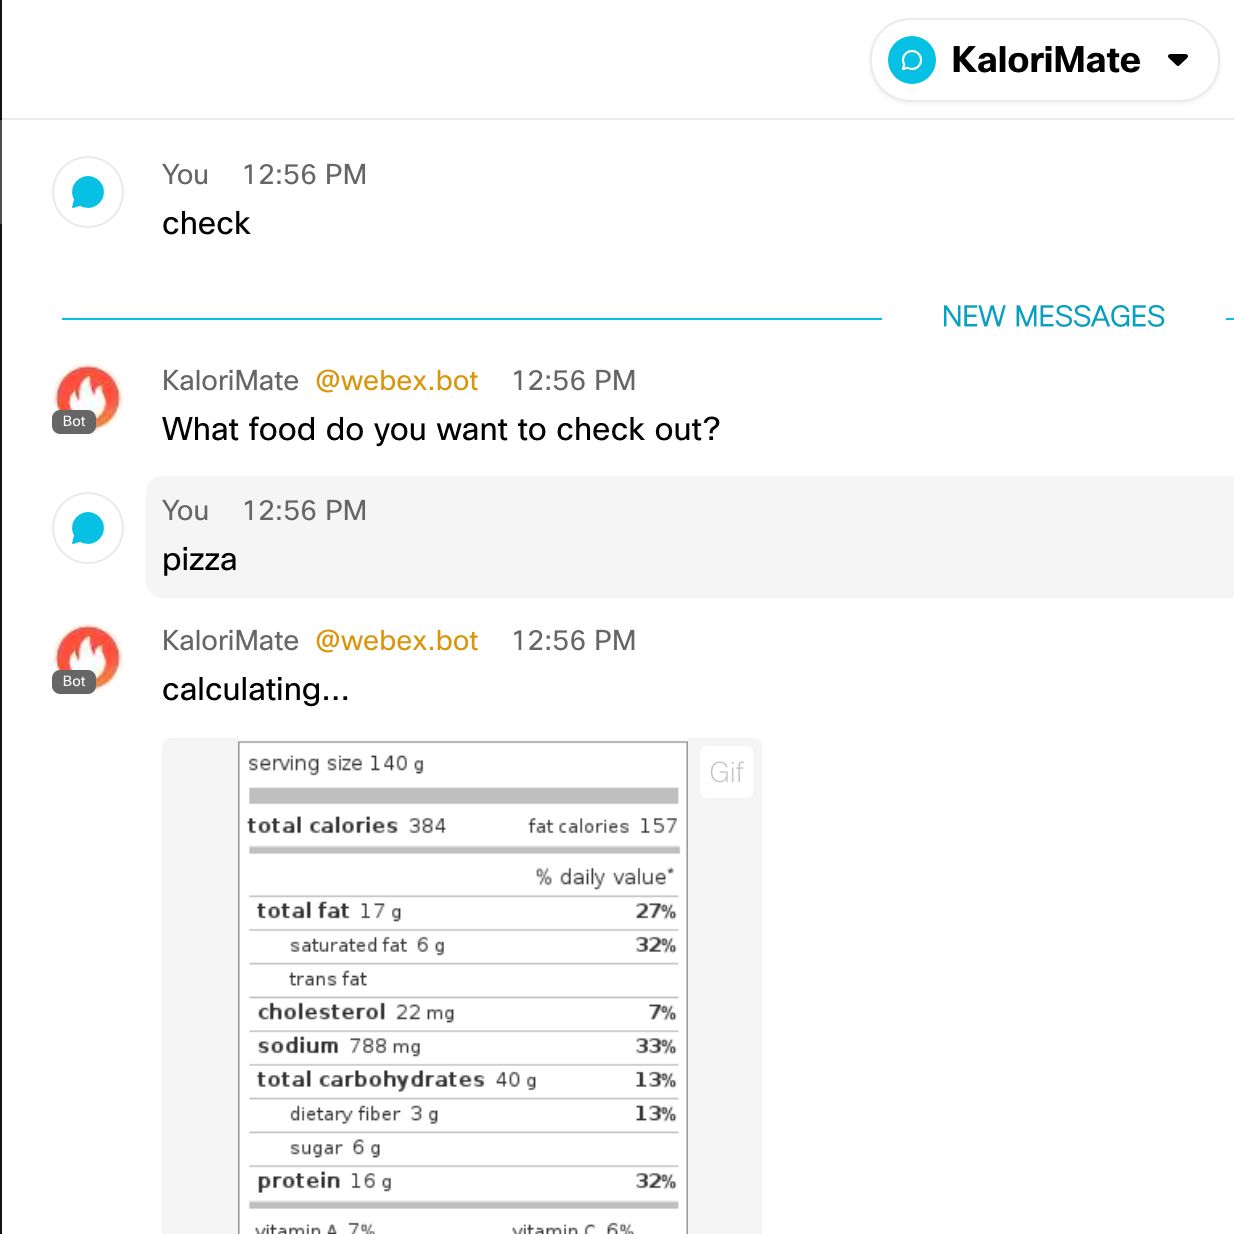 KaloriMate
You 12:56 PM
check
NEW MESSAGES
KaloriMate @webex.bot 12:56 PM
Bot
What food do you want to check out?
You 12:56 PM
pizza
KaloriMate @webex.bot 12:56 PM
Bot
calculating...
Gif
serving size 140 g
total calories 384 fat calories 157
% daily value*
total fat 17 g 27%
saturated fat 6 g 32%
trans fat
cholesterol 22 mg 7%
sodium 788 mg 33%
total carbohydrates 40 g 13%
dietary fiber 3 g 13%
sugar 6 g
protein 16 g 32%
vitamin A 7% vitamin C 6%